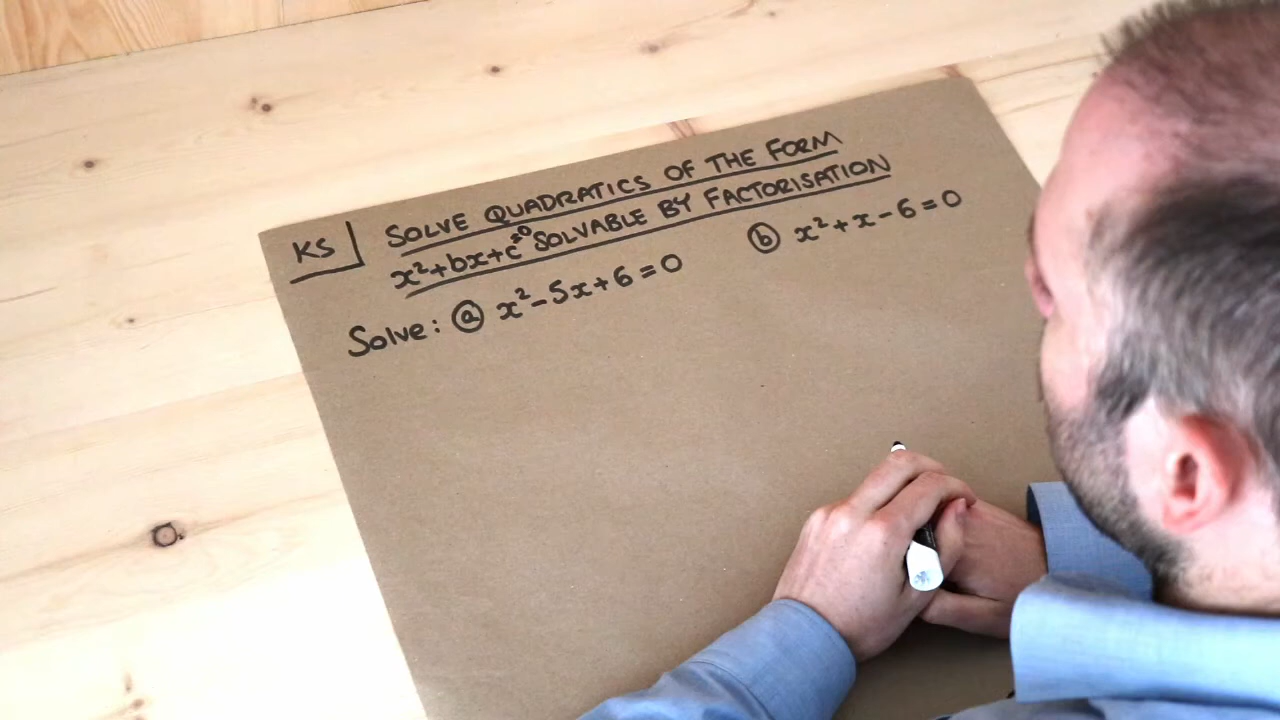 KS
SOLVE QUADRATICS OF THE FORM
x²+bx+c=0 SOLVABLE BY FACTORISATION
Solve: ⓐ x²-5x+6=0 ⓑ x²+x-6=0